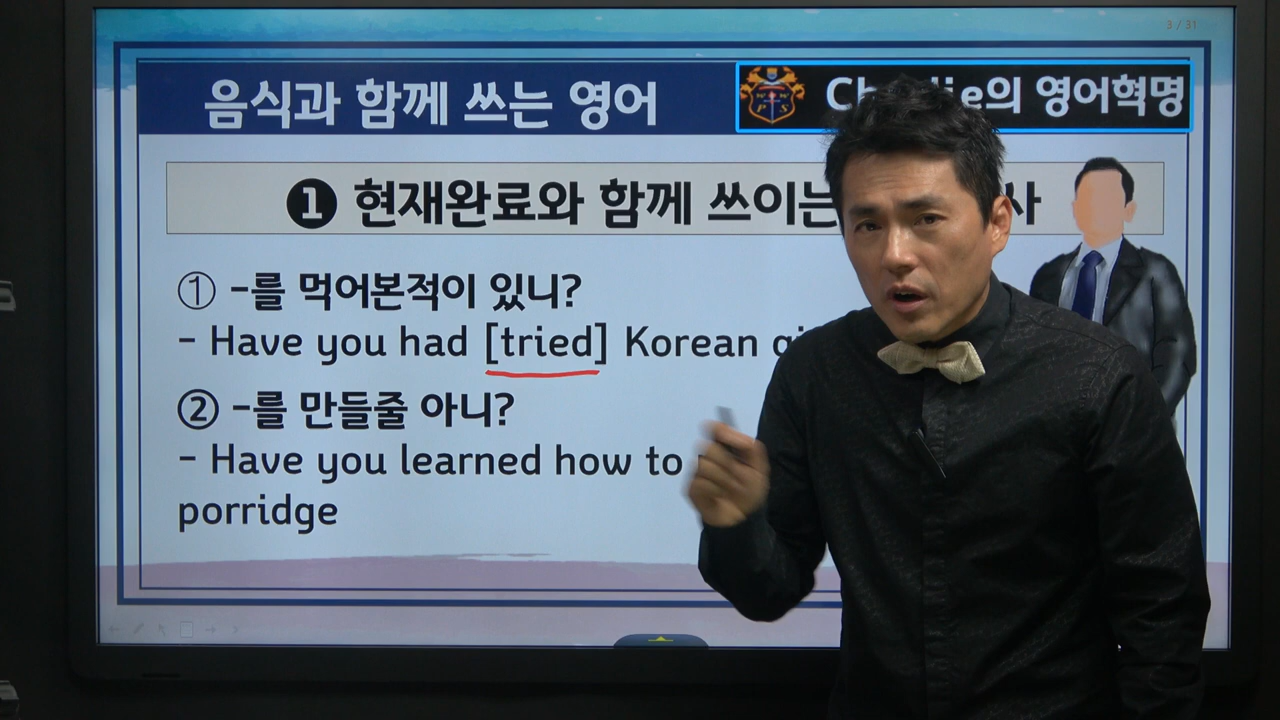 3 / 31
음식과 함께 쓰는 영어
의 영어혁명
❶ 현재완료와 함께 쓰이는
① -를 먹어본적이 있니?
- Have you had [tried] Korean
② -를 만들줄 아니?
- Have you learned how to
porridge